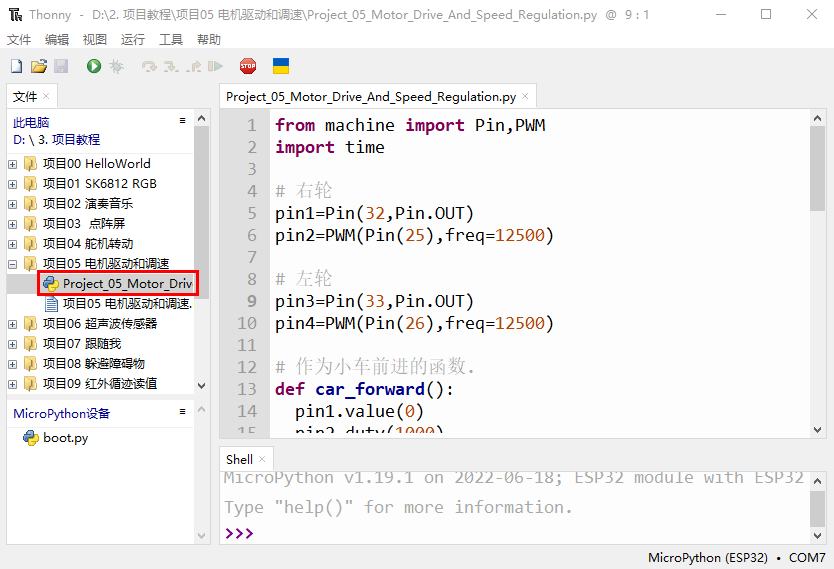 Thonny - D:\2. 项目教程\项目05 电机驱动和调速\Project_05_Motor_Drive_And_Speed_Regulation.py @ 9 : 1
文件 编辑 视图 运行 工具 帮助
STOP
文件 ×
此电脑
D: \ 3. 项目教程
项目00 HelloWorld
项目01 SK6812 RGB
项目02 演奏音乐
项目03 点阵屏
项目04 舵机转动
项目05 电机驱动和调速
Project_05_Motor_Driv
项目05 电机驱动和调速.
项目06 超声波传感器
项目07 跟随我
项目08 躲避障碍物
项目09 红外循迹读值
MicroPython设备
boot.py
Project_05_Motor_Drive_And_Speed_Regulation.py ×
1 from machine import Pin,PWM
2 import time
3
4 # 右轮
5 pin1=Pin(32,Pin.OUT)
6 pin2=PWM(Pin(25),freq=12500)
7
8 # 左轮
9 pin3=Pin(33,Pin.OUT)
10 pin4=PWM(Pin(26),freq=12500)
11
12 # 作为小车前进的函数.
13 def car_forward():
14 pin1.value(0)
15 pin2.duty(1000)
Shell ×
MicroPython v1.19.1 on 2022-06-18; ESP32 module with ESP32
Type "help()" for more information.
>>>
MicroPython (ESP32) • COM7